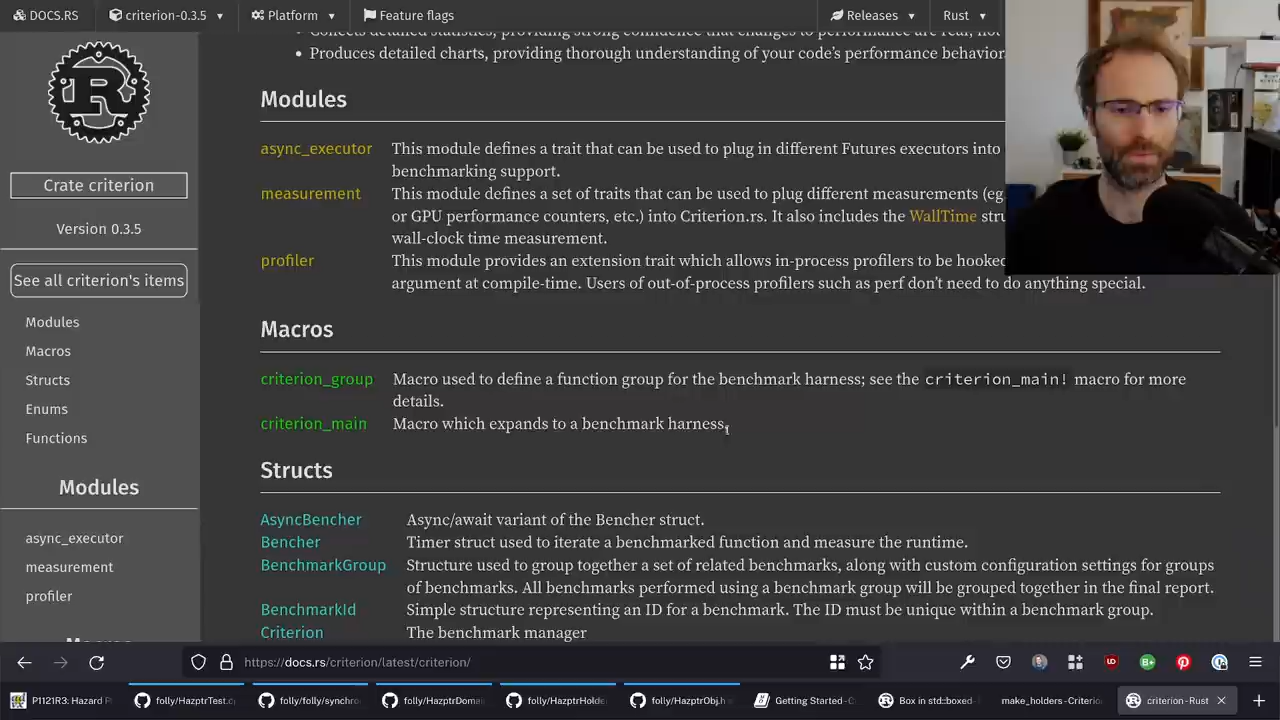 DOCS.RS criterion-0.3.5 Platform Feature flags Releases Rust
Produces detailed charts, providing thorough understanding of your code's performance behavior.
Modules
async_executor This module defines a trait that can be used to plug in different Futures executors into
benchmarking support.
measurement This module defines a set of traits that can be used to plug different measurements (eg
or GPU performance counters, etc.) into Criterion.rs. It also includes the WallTime
wall-clock time measurement.
profiler This module provides an extension trait which allows in-process profilers to be hooked
argument at compile-time. Users of out-of-process profilers such as perf don't need to do anything special.
Macros
criterion_group Macro used to define a function group for the benchmark harness; see the criterion_main! macro for more
details.
criterion_main Macro which expands to a benchmark harness.
Structs
AsyncBencher Async/await variant of the Bencher struct.
Bencher Timer struct used to iterate a benchmarked function and measure the runtime.
BenchmarkGroup Structure used to group together a set of related benchmarks, along with custom configuration settings for groups
of benchmarks. All benchmarks performed using a benchmark group will be grouped together in the final report.
BenchmarkId Simple structure representing an ID for a benchmark. The ID must be unique within a benchmark group.
Criterion The benchmark manager
Crate criterion
Version 0.3.5
See all criterion's items
Modules
Macros
Structs
Enums
Functions
Modules
async_executor
measurement
profiler
https://docs.rs/criterion/latest/criterion/
P1121R3: Hazard folly/HazptrTest.c folly/folly/synchro folly/HazptrDoma folly/HazptrHolde folly/HazptrObj.h Getting Started - C Box in std::boxed make_holders - Criterio criterion - Rust